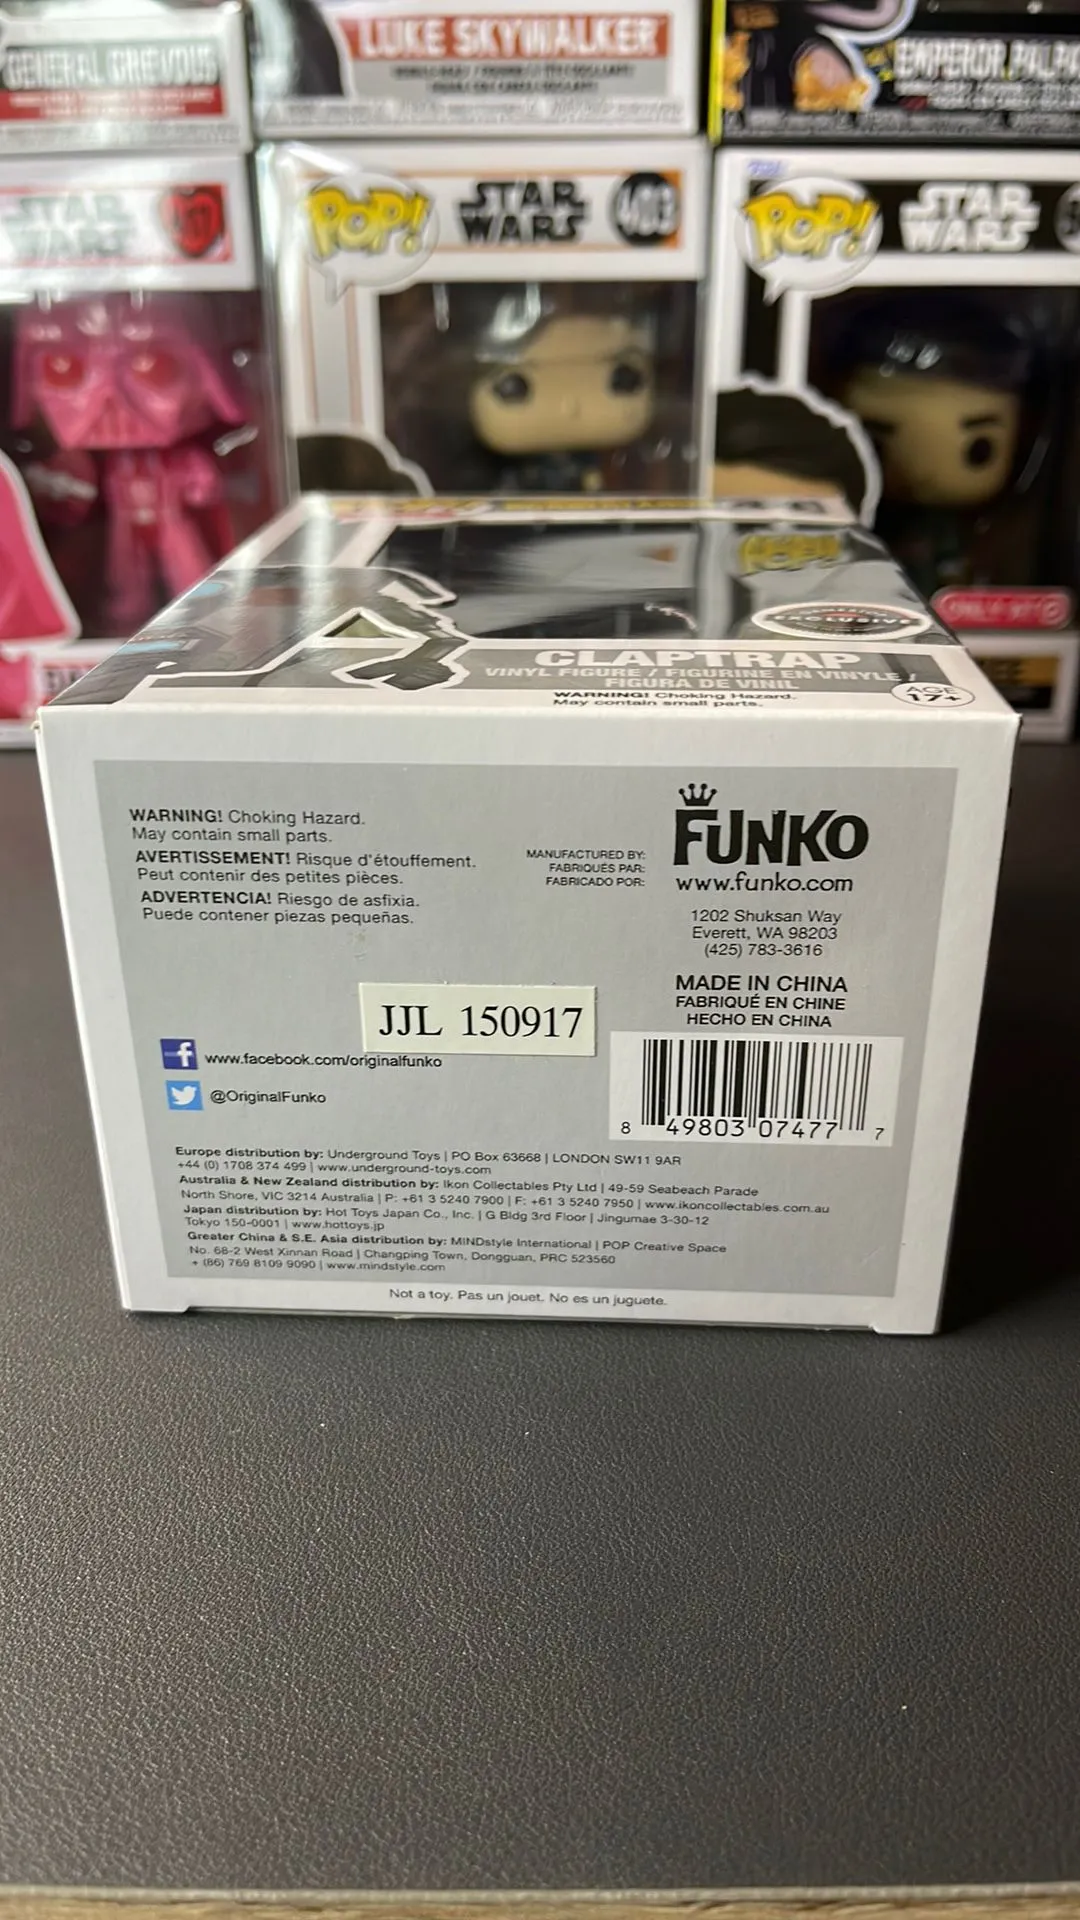 GENERAL GRIEVOUS
LUKE SKYWALKER
EMPEROR PALPA
STAR
WARS
POP!
STAR
WARS
403
POP!
STAR
WARS
EXCLUSIVE
CLAPTRAP
VINYL FIGURE / FIGURINE EN VINYLE /
FIGURA DE VINIL
WARNING! Choking Hazard.
May contain small parts.
AGE
17+
WARNING! Choking Hazard.
May contain small parts.
AVERTISSEMENT! Risque d'étouffement.
Peut contenir des petites pièces.
ADVERTENCIA! Riesgo de asfixia.
Puede contener piezas pequeñas.
MANUFACTURED BY:
FABRIQUÉS PAR:
FABRICADO POR:
FUNKO
www.funko.com
1202 Shuksan Way
Everett, WA 98203
(425) 783-3616
MADE IN CHINA
FABRIQUÉ EN CHINE
HECHO EN CHINA
JJL 150917
f www.facebook.com/originalfunko
@OriginalFunko
8 49803 07477 7
Europe distribution by: Underground Toys | PO Box 63668 | LONDON SW11 9AR
+44 (0) 1708 374 499 | www.underground-toys.com
Australia & New Zealand distribution by: Ikon Collectables Pty Ltd | 49-59 Seabeach Parade
North Shore, VIC 3214 Australia | P: +61 3 5240 7900 | F: +61 3 5240 7950 | www.ikoncollectables.com.au
Japan distribution by: Hot Toys Japan Co., Inc. | G Bldg 3rd Floor | Jingumae 3-30-12
Tokyo 150-0001 | www.hottoys.jp
Greater China & S.E. Asia distribution by: MINDstyle International | POP Creative Space
No. 68-2 West Xinnan Road | Changping Town, Dongguan, PRC 523560
+ (86) 769 8109 9090 | www.mindstyle.com
Not a toy. Pas un jouet. No es un juguete.